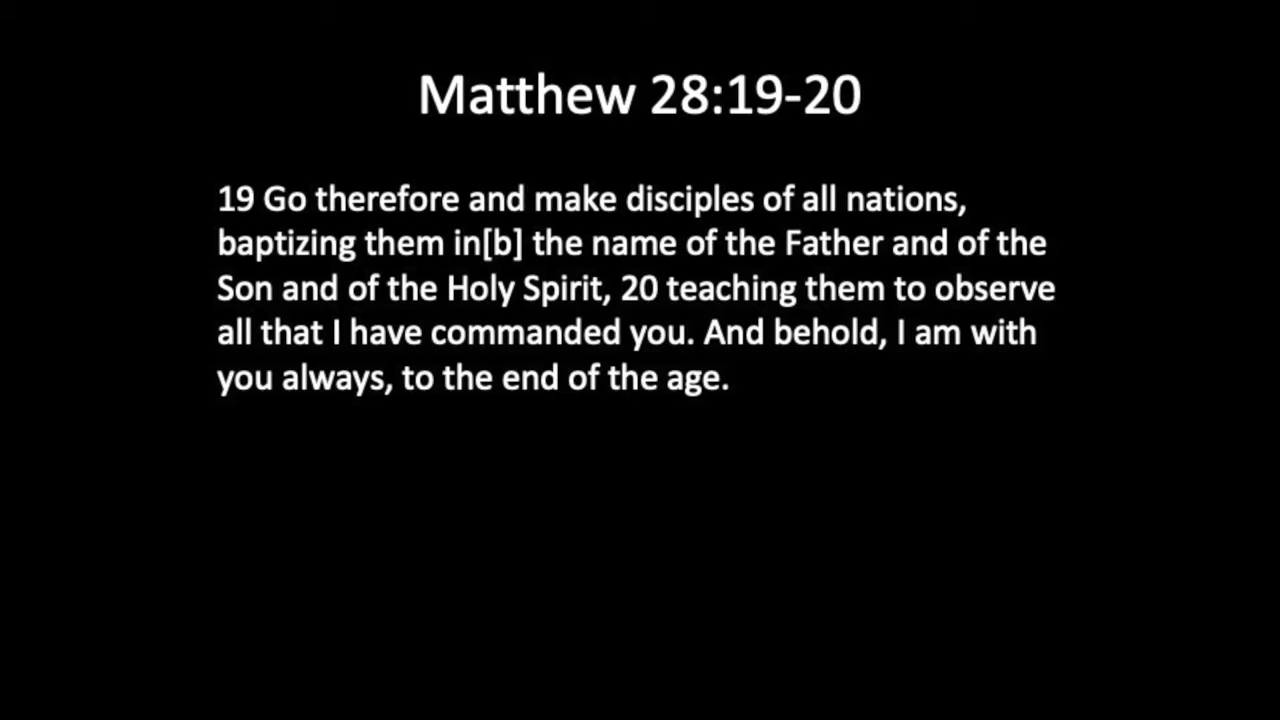 Matthew 28:19-20
19 Go therefore and make disciples of all nations,
baptizing them in[b] the name of the Father and of the
Son and of the Holy Spirit, 20 teaching them to observe
all that I have commanded you. And behold, I am with
you always, to the end of the age.